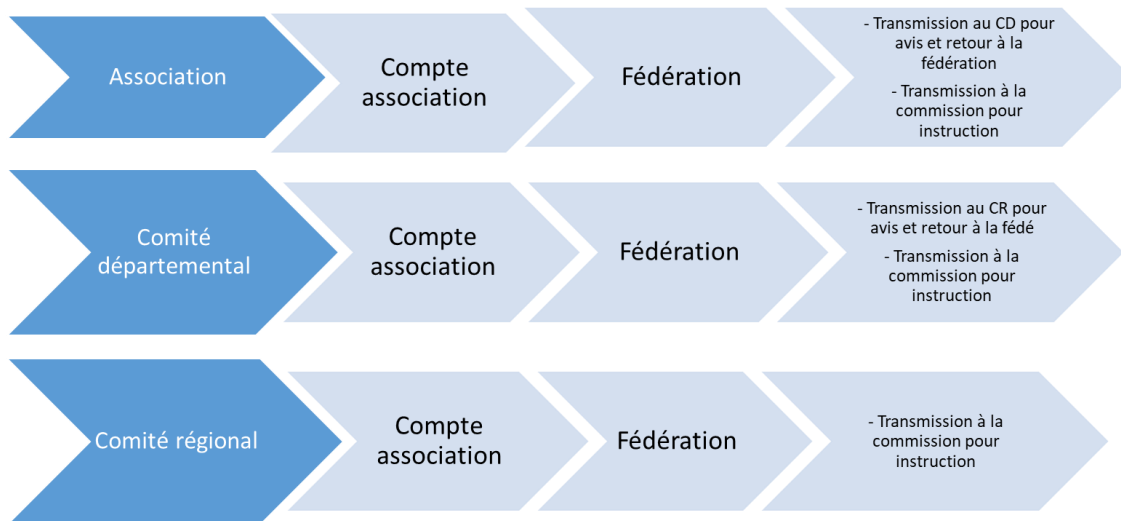 Association
Compte
association
Fédération
- Transmission au CD pour
avis et retour à la
fédération
- Transmission à la
commission pour
instruction
Comité
départemental
Compte
association
Fédération
- Transmission au CR pour
avis et retour à la fédé
- Transmission à la
commission pour
instruction
Comité régional
Compte
association
Fédération
- Transmission à la
commission pour
instruction